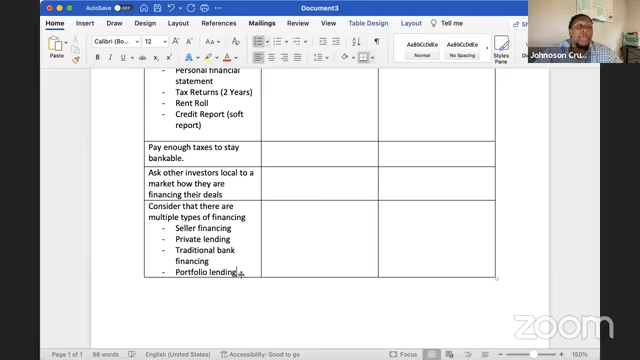 AutoSave OFF
Document3
Home Insert Draw Design Layout References Mailings Review View Table Design Layout Tell me
Calibri (Bo... 12
AaBbCcDdEe AaBbCcDdEe
Normal No Spacing Styles Pane
Johnoson Cru...
- Personal financial
statement
- Tax Returns (2 Years)
- Rent Roll
- Credit Report (soft
report)
Pay enough taxes to stay
bankable.
Ask other investors local to a
market how they are
financing their deals
Consider that there are
multiple types of financing
- Seller financing
- Private lending
- Traditional bank
financing
- Portfolio lending
zoom
Page 1 of 1 98 words English (United States) Accessibility: Good to go Focus 150%